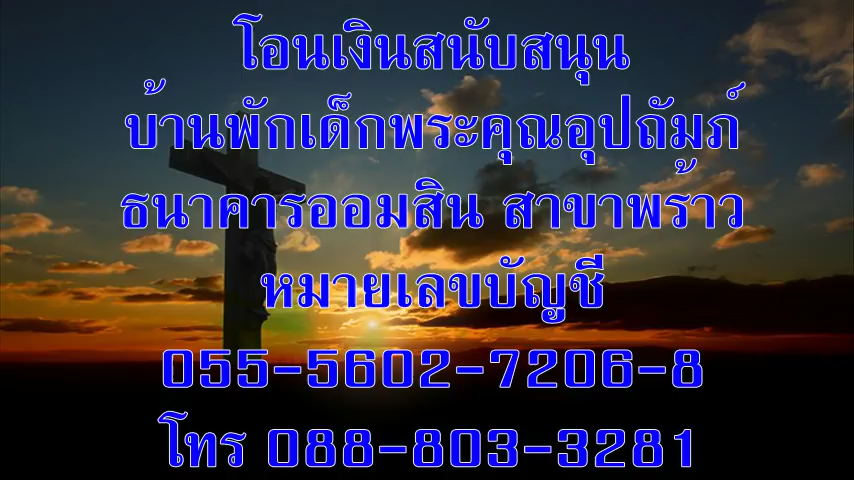 โอนเงินสนับสนุน
บ้านพักเด็กพระคุณอุปถัมภ์
ธนาคารออมสิน สาขาพร้าว
หมายเลขบัญชี
055-5602-7206-8
โทร 088-803-3281